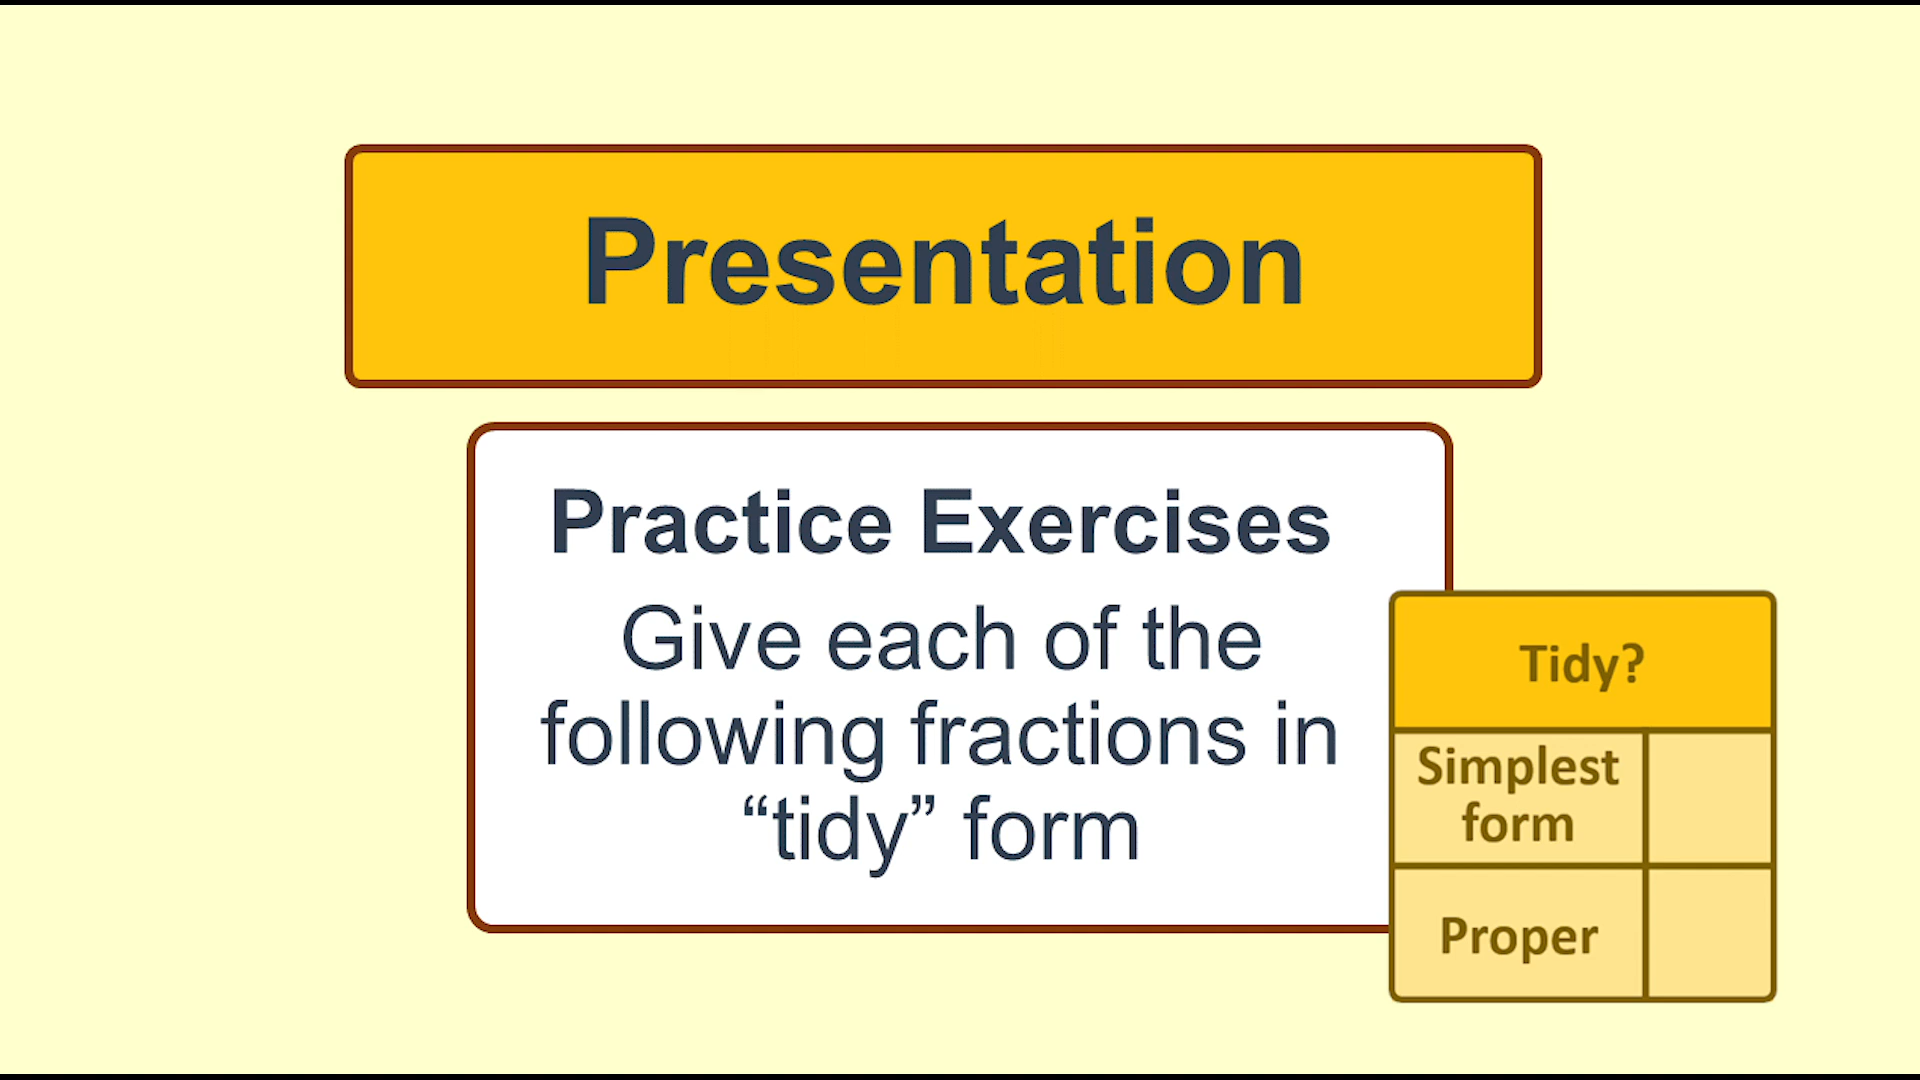 Presentation
Practice Exercises
Give each of the
following fractions in
“tidy” form
Tidy?
Simplest
form
Proper